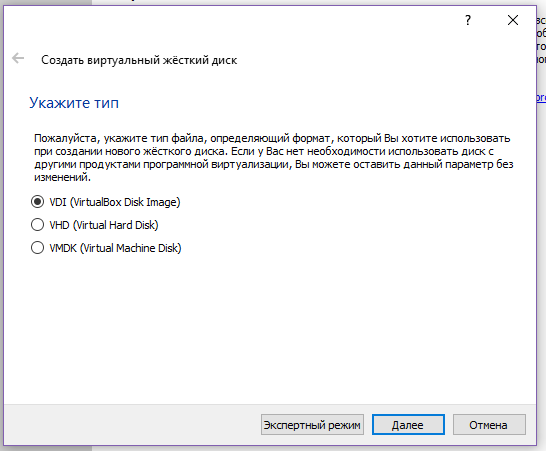 ?
Создать виртуальный жёсткий диск
Укажите тип
Пожалуйста, укажите тип файла, определяющий формат, который Вы хотите использовать
при создании нового жёсткого диска. Если у Вас нет необходимости использовать диск с
другими продуктами программной виртуализации, Вы можете оставить данный параметр без
изменений.
VDI (VirtualBox Disk Image)
VHD (Virtual Hard Disk)
VMDK (Virtual Machine Disk)
Экспертный режим Далее Отмена